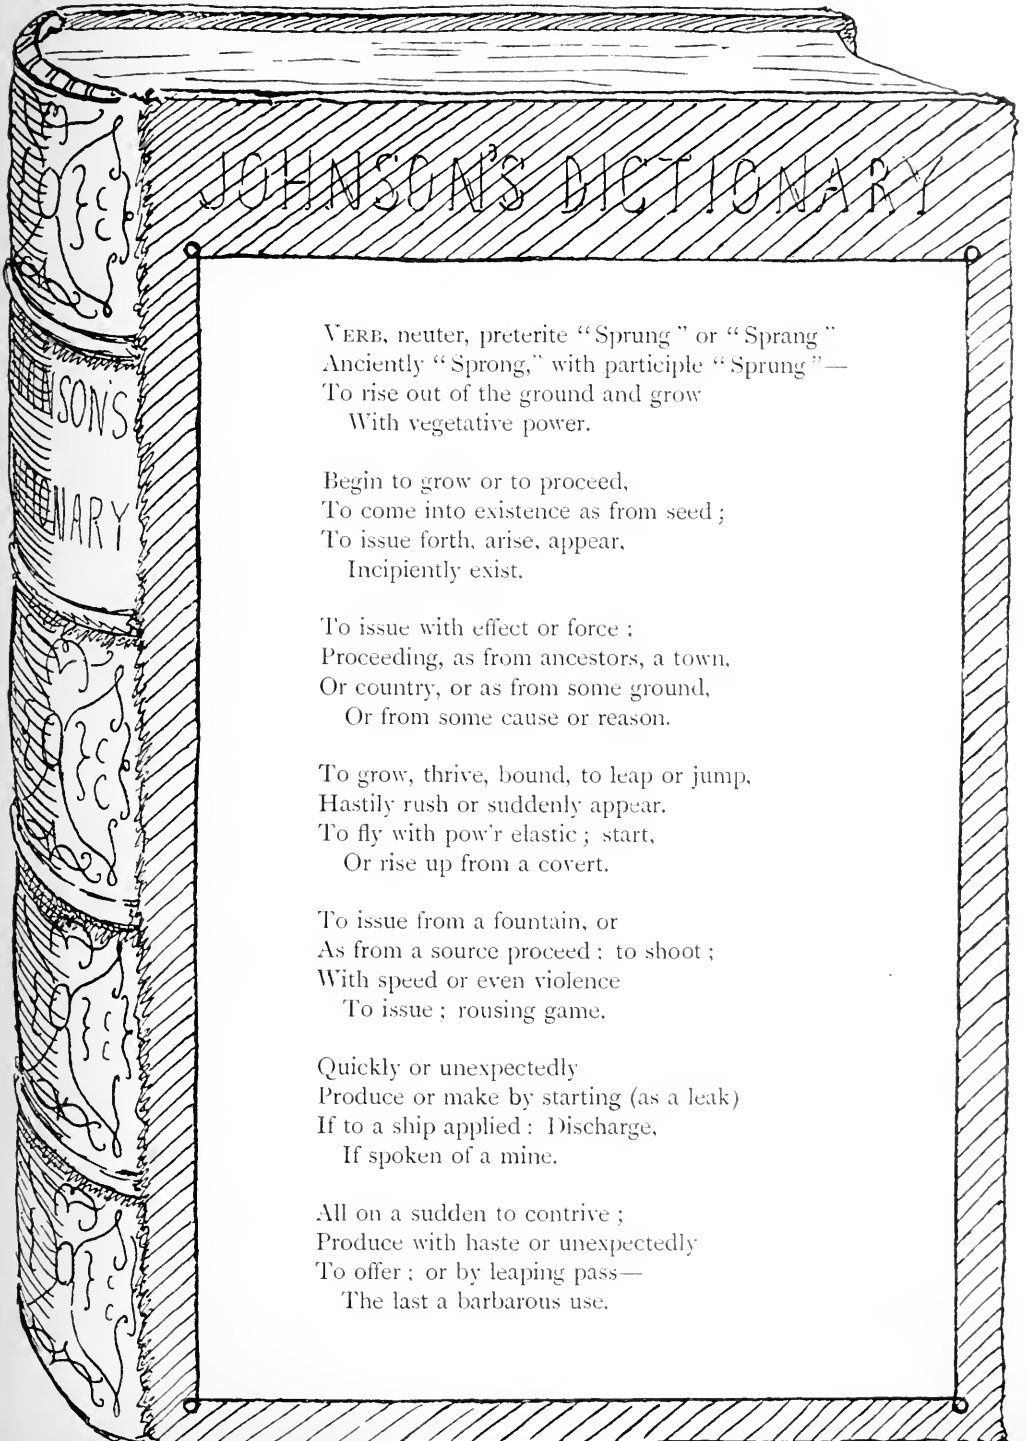 JOHNSON'S DICTIONARY
SON'S
NARY
VERB, neuter, preterite “Sprung” or “Sprang”
Anciently “Sprong,” with participle “Sprung”—
To rise out of the ground and grow
With vegetative power.
Begin to grow or to proceed,
To come into existence as from seed;
To issue forth, arise, appear,
Incipiently exist.
To issue with effect or force;
Proceeding, as from ancestors, a town,
Or country, or as from some ground,
Or from some cause or reason.
To grow, thrive, bound, to leap or jump,
Hastily rush or suddenly appear.
To fly with pow'r elastic; start,
Or rise up from a covert.
To issue from a fountain, or
As from a source proceed; to shoot;
With speed or even violence
To issue; rousing game.
Quickly or unexpectedly
Produce or make by starting (as a leak)
If to a ship applied: Discharge,
If spoken of a mine.
All on a sudden to contrive;
Produce with haste or unexpectedly
To offer; or by leaping pass—
The last a barbarous use.